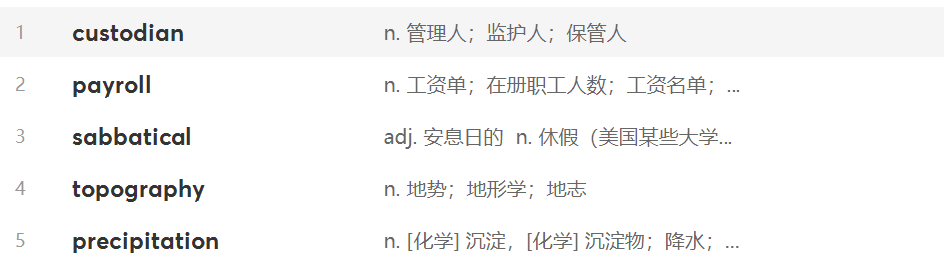 1 custodian n. 管理人；监护人；保管人
2 payroll n. 工资单；在册职工人数；工资名单；...
3 sabbatical adj. 安息日的 n. 休假（美国某些大学...
4 topography n. 地势；地形学；地志
5 precipitation n. [化学] 沉淀，[化学] 沉淀物；降水；...